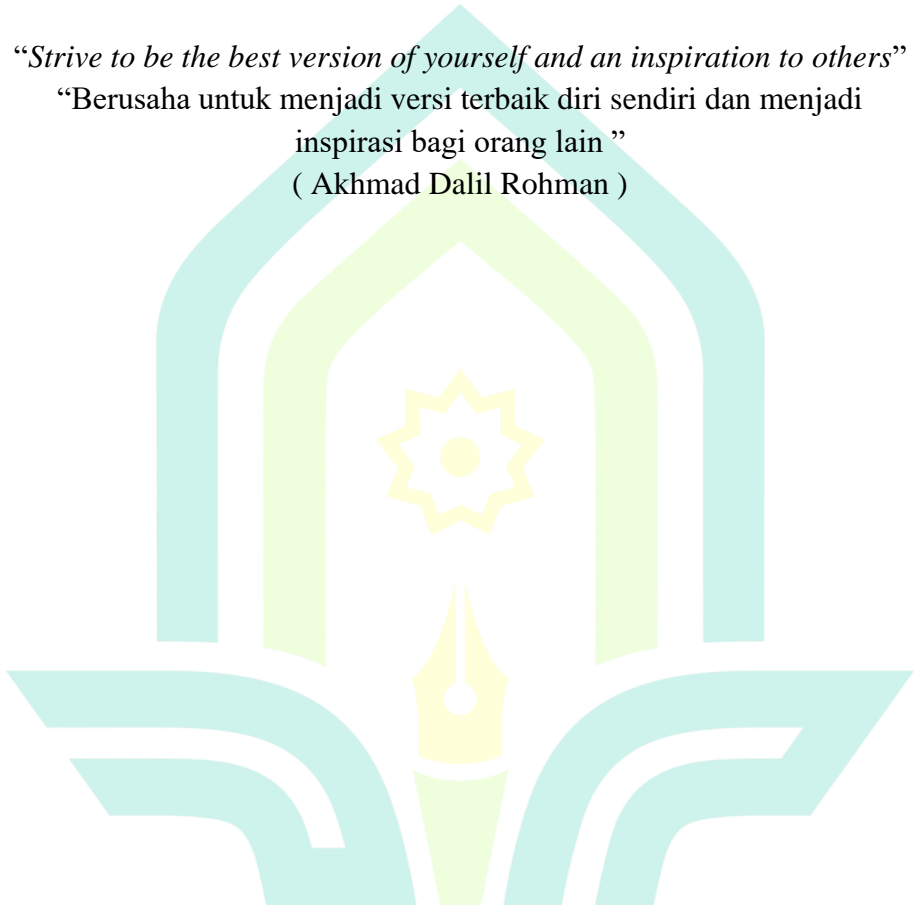 “Strive to be the best version of yourself and an inspiration to others”
“Berusaha untuk menjadi versi terbaik diri sendiri dan menjadi
inspirasi bagi orang lain ”
( Akhmad Dalil Rohman )